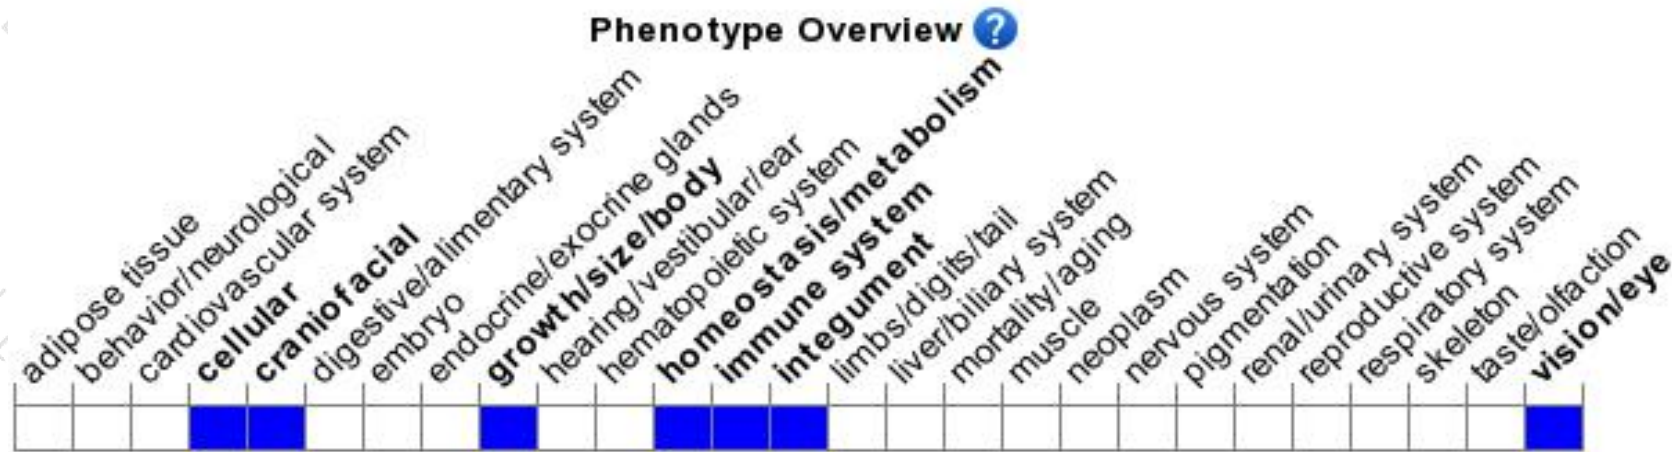 Phenotype Overview ?
adipose tissue
behavior/neurological
cardiovascular system
cellular
craniofacial
digestive/alimentary system
embryo
endocrine/exocrine glands
growth/size/body
hearing/vestibular/ear
hematopoietic system
homeostasis/metabolism
immune system
integument
limbs/digits/tail
liver/biliary system
mortality/aging
muscle
neoplasm
nervous system
pigmentation
renal/urinary system
reproductive system
respiratory system
skeleton
taste/olfaction
vision/eye